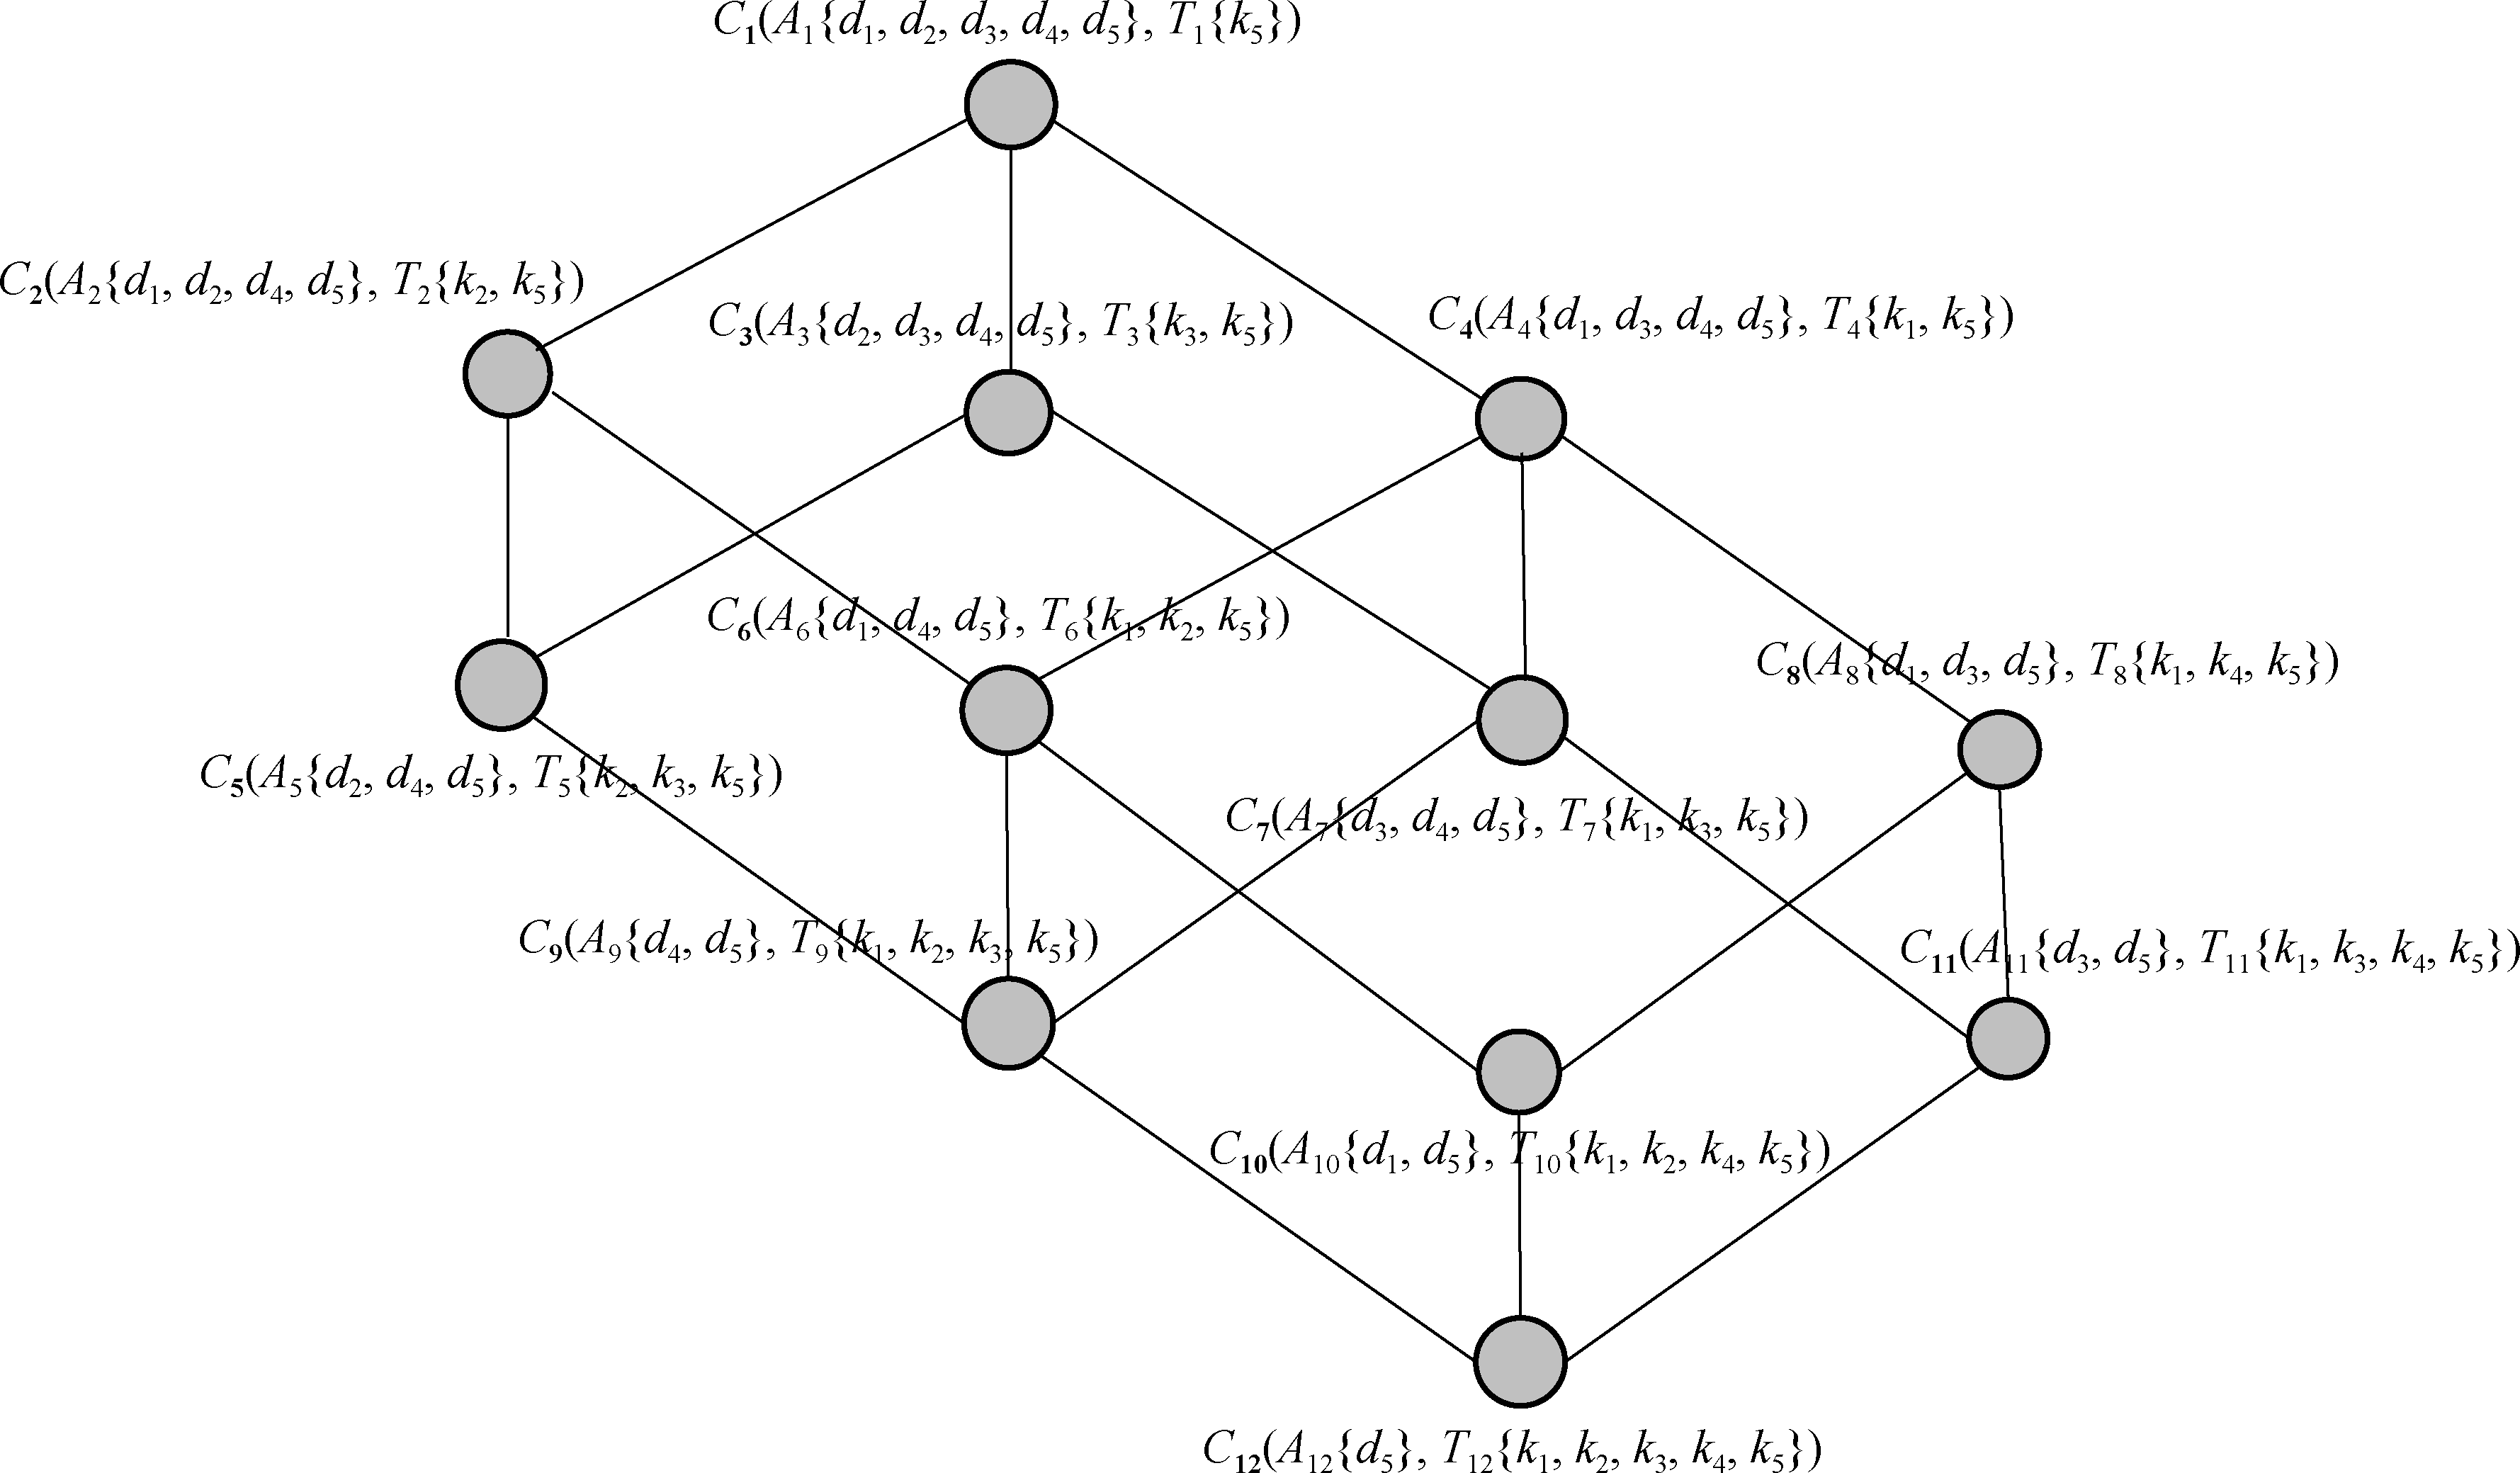 C₁(A₁{d₁, d₂, d₃, d₄, d₅}, T₁{k₅})
C₂(A₂{d₁, d₂, d₄, d₅}, T₂{k₂, k₅})
C₃(A₃{d₂, d₃, d₄, d₅}, T₃{k₃, k₅})
C₄(A₄{d₁, d₃, d₄, d₅}, T₄{k₁, k₅})
C₆(A₆{d₁, d₄, d₅}, T₆{k₁, k₂, k₅})
C₈(A₈{d₁, d₃, d₅}, T₈{k₁, k₄, k₅})
C₅(A₅{d₂, d₄, d₅}, T₅{k₂, k₃, k₅})
C₇(A₇{d₃, d₄, d₅}, T₇{k₁, k₃, k₅})
C₉(A₉{d₄, d₅}, T₉{k₁, k₂, k₃, k₅})
C₁₁(A₁₁{d₃, d₅}, T₁₁{k₁, k₃, k₄, k₅})
C₁₀(A₁₀{d₁, d₅}, T₁₀{k₁, k₂, k₄, k₅})
C₁₂(A₁₂{d₅}, T₁₂{k₁, k₂, k₃, k₄, k₅})